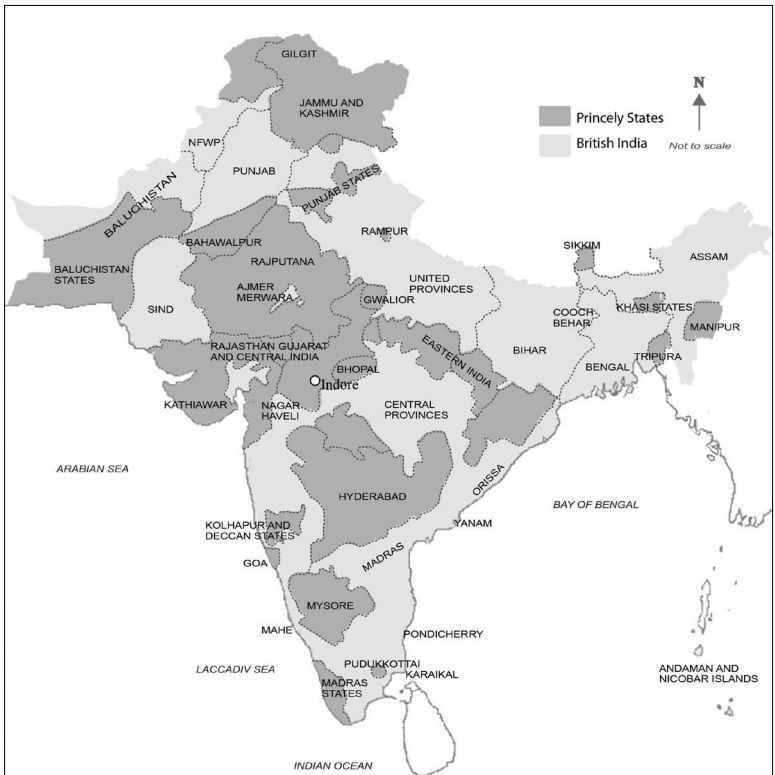 GILGIT
JAMMU AND
KASHMIR
N
Princely States
British India
Not to scale
NFWP
PUNJAB
PUNJAB STATES
BALUCHISTAN
BAHAWALPUR
RAMPUR
RAJPUTANA
SIKKIM
ASSAM
BALUCHISTAN
STATES
AJMER
MERWARA
UNITED
PROVINCES
GWALIOR
SIND
COOCH
BEHAR
KHASI STATES
MANIPUR
RAJASTHAN GUJARAT
AND CENTRAL INDIA
EASTERN INDIA
BIHAR
TRIPURA
BHOPAL
BENGAL
Indore
KATHIAWAR
NAGAR
HAVELI
CENTRAL
PROVINCES
ARABIAN SEA
ORISSA
HYDERABAD
BAY OF BENGAL
KOLHAPUR AND
DECCAN STATES
YANAM
GOA
MADRAS
MYSORE
MAHE
PONDICHERRY
LACCADIV SEA
PUDUKKOTTAI
KARAIKAL
MADRAS
STATES
ANDAMAN AND
NICOBAR ISLANDS
INDIAN OCEAN